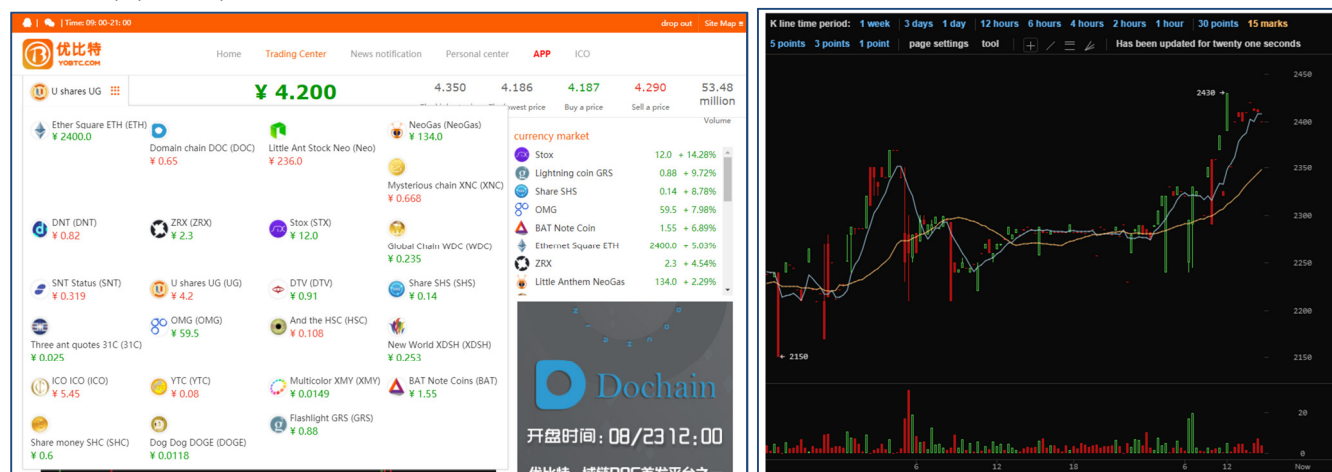 Time: 09: 00-21: 00
drop out Site Map
优比特
YOBTC.COM
Home Trading Center News notification Personal center APP ICO
U shares UG
¥ 4.200
4.350 4.186 4.187 4.290 53.48 million
west price Buy a price Sell a price Volume
Ether Square ETH (ETH)
¥ 2400.0
Domain chain DOC (DOC)
¥ 0.65
Little Ant Stock Neo (Neo)
¥ 236.0
NeoGas (NeoGas)
¥ 134.0
Mysterious chain XNC (XNC)
¥ 0.668
DNT (DNT)
¥ 0.82
ZRX (ZRX)
¥ 2.3
Stox (STX)
¥ 12.0
Global Chain WDC (WDC)
¥ 0.235
SNT Status (SNT)
¥ 0.319
U shares UG (UG)
¥ 4.2
DTV (DTV)
¥ 0.91
Share SHS (SHS)
¥ 0.14
Three ant quotes 31C (31C)
¥ 0.025
OMG (OMG)
¥ 59.5
And the HSC (HSC)
¥ 0.108
New World XDSH (XDSH)
¥ 0.253
ICO ICO (ICO)
¥ 5.45
YTC (YTC)
¥ 0.08
Multicolor XMY (XMY)
¥ 0.0149
BAT Note Coins (BAT)
¥ 1.55
Share money SHC (SHC)
¥ 0.6
Dog Dog DOGE (DOGE)
¥ 0.0118
Flashlight GRS (GRS)
¥ 0.88
currency market
Stox 12.0 + 14.28%
Lightning coin GRS 0.88 + 9.72%
Share SHS 0.14 + 8.78%
OMG 59.5 + 7.98%
BAT Note Coin 1.55 + 6.89%
Ethernet Square ETH 2400.0 + 5.03%
ZRX 2.3 + 4.54%
Little Anthem NeoGas 134.0 + 2.29%
Dochain
开盘时间：08/23 12:00
K line time period: 1 week 3 days 1 day 12 hours 6 hours 4 hours 2 hours 1 hour 30 points 15 marks
5 points 3 points 1 point page settings tool Has been updated for twenty one seconds
2450
2430
2400
2350
2300
2250
2200
2150
2150
20
0
6 12 18 6 12 Now